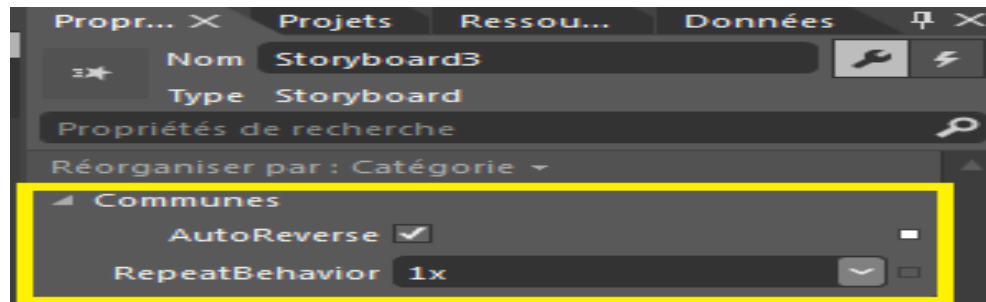 Propr... Projets Ressou... Données
Nom Storyboard3
Type Storyboard
Propriétés de recherche
Réorganiser par : Catégorie
Communes
AutoReverse
RepeatBehavior 1x